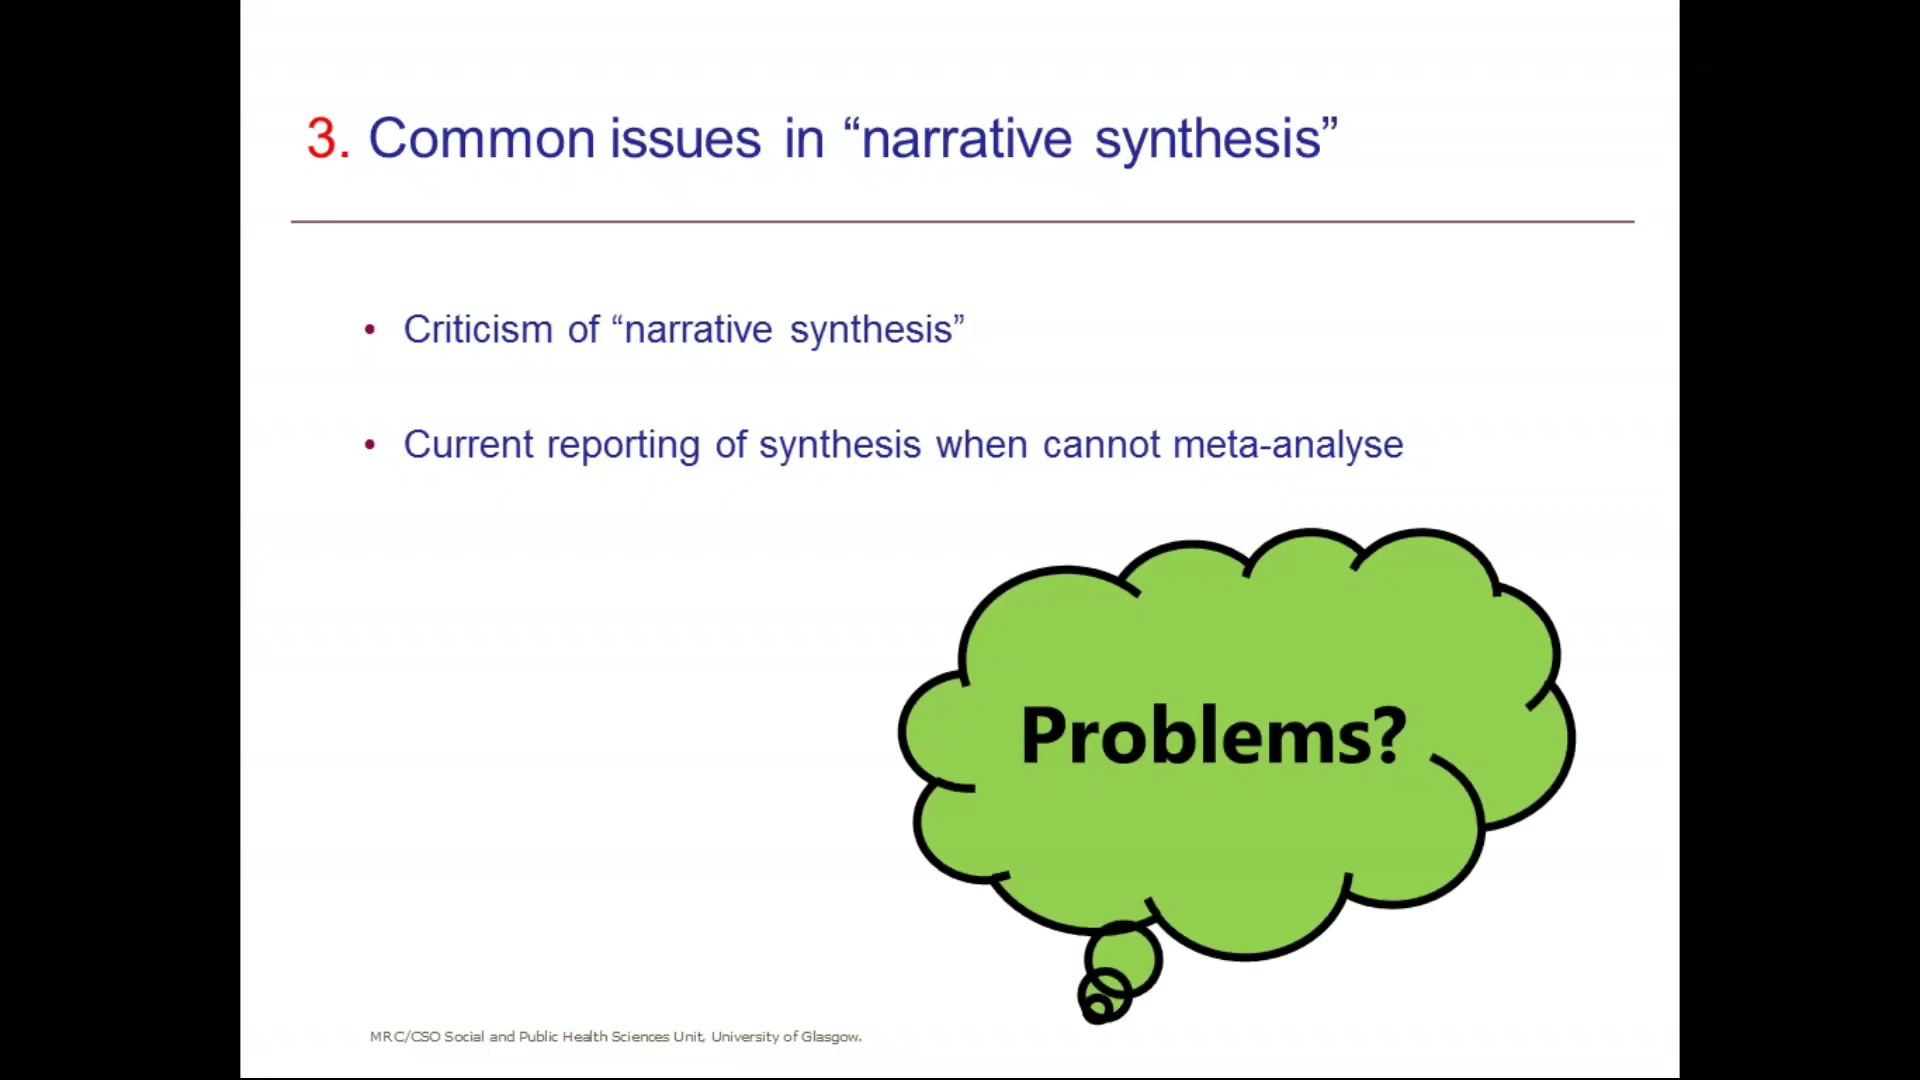 3. Common issues in “narrative synthesis”
• Criticism of “narrative synthesis”
• Current reporting of synthesis when cannot meta-analyse
Problems?
MRC/CSO Social and Public Health Sciences Unit, University of Glasgow.